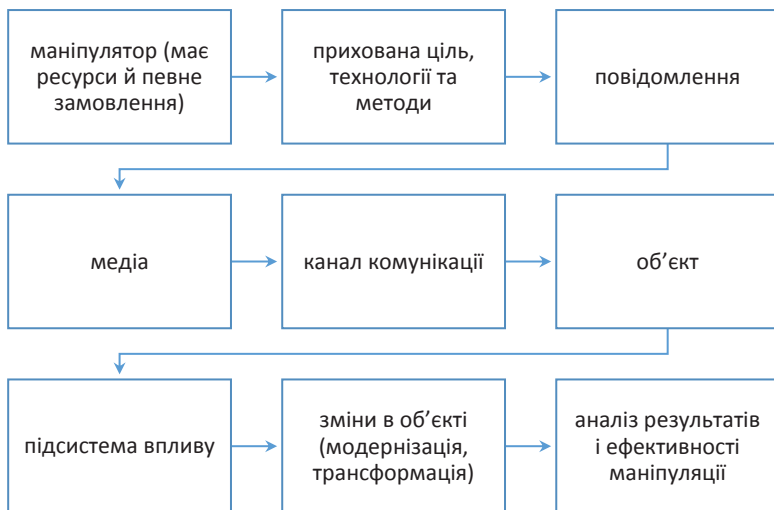 маніпулятор (має
ресурси й певне
замовлення)
прихована ціль,
технології та
методи
повідомлення
медіа
канал комунікації
об’єкт
підсистема впливу
зміни в об’єкті
(модернізація,
трансформація)
аналіз результатів
і ефективності
маніпуляції